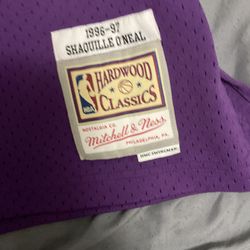 1996-97
SHAQUILLE O'NEAL
NBA
HARDWOOD
CLASSICS
NOSTALGIA CO.
Mitchell & Ness
PHILADELPHIA, PA.